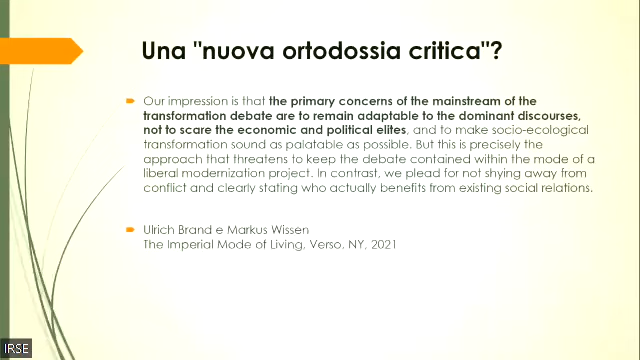 Una "nuova ortodossia critica"?
Our impression is that the primary concerns of the mainstream of the
transformation debate are to remain adaptable to the dominant discourses,
not to scare the economic and political elites, and to make socio-ecological
transformation sound as palatable as possible. But this is precisely the
approach that threatens to keep the debate contained within the mode of a
liberal modernization project. In contrast, we plead for not shying away from
conflict and clearly stating who actually benefits from existing social relations.
Ulrich Brand e Markus Wissen
The Imperial Mode of Living, Verso, NY, 2021
IRSE